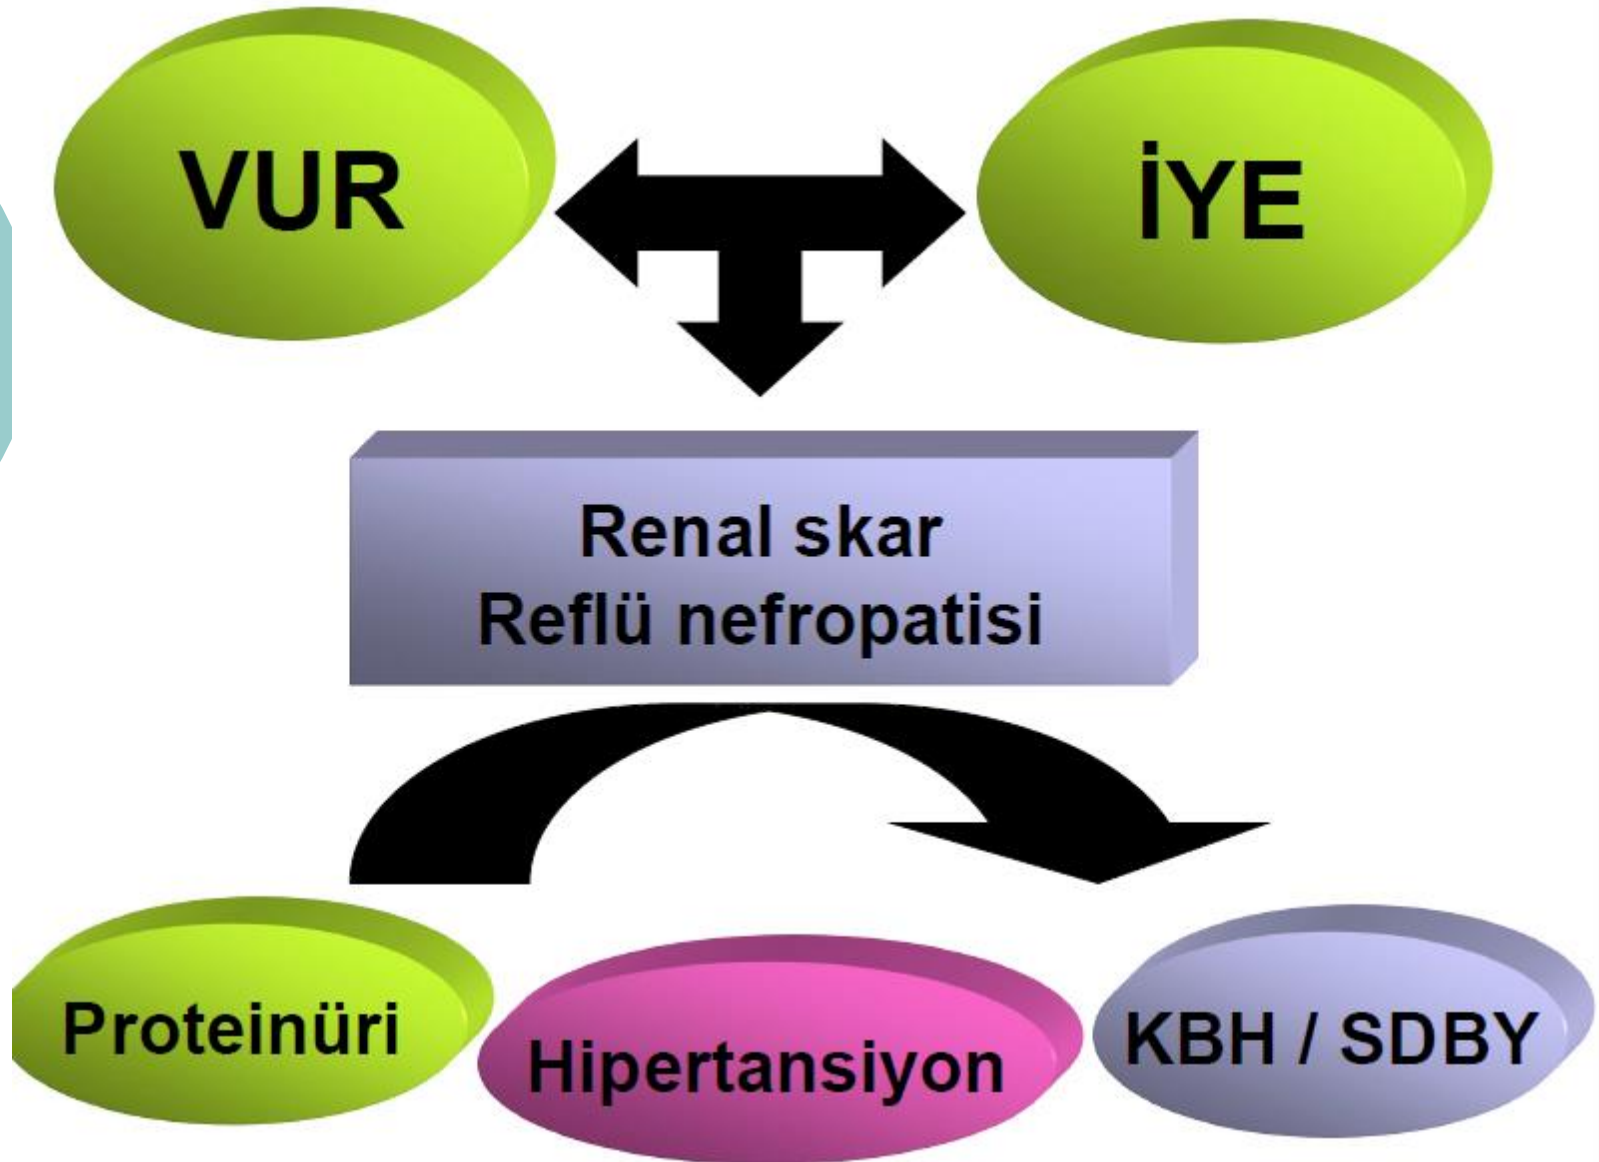 VUR
İYE
Renal skar
Reflü nefropatisi
Proteinüri
Hipertansiyon
KBH / SDBY